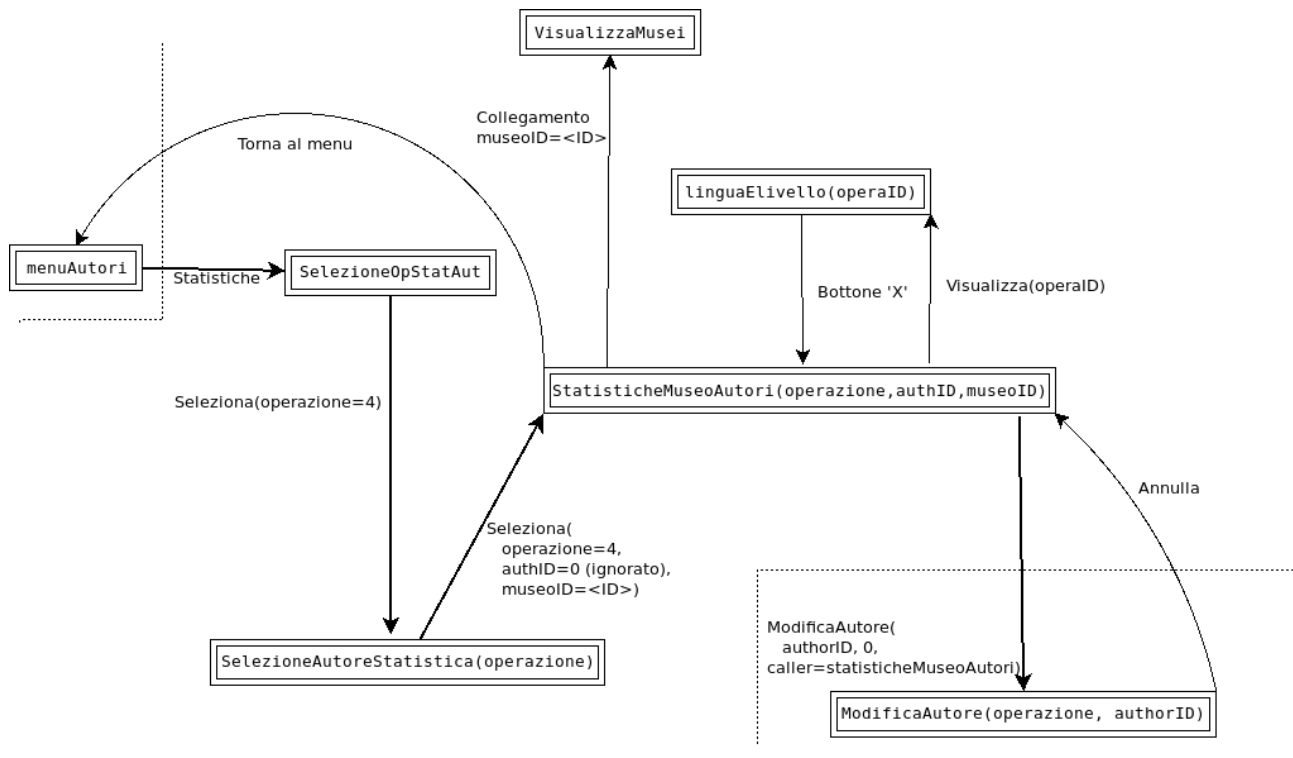 VisualizzaMusei
Collegamento
museoID=<ID>
Torna al menu
linguaElivello(operaID)
menuAutori
Statistiche
SelezioneOpStatAut
Bottone 'X'
Visualizza(operaID)
StatisticheMuseoAutori(operazione,authID,museoID)
Seleziona(operazione=4)
Annulla
Seleziona(
operazione=4,
authID=0 (ignorato),
museoID=<ID>)
ModificaAutore(
authorID, 0,
caller=statisticheMuseoAutori)
SelezioneAutoreStatistica(operazione)
ModificaAutore(operazione, authorID)